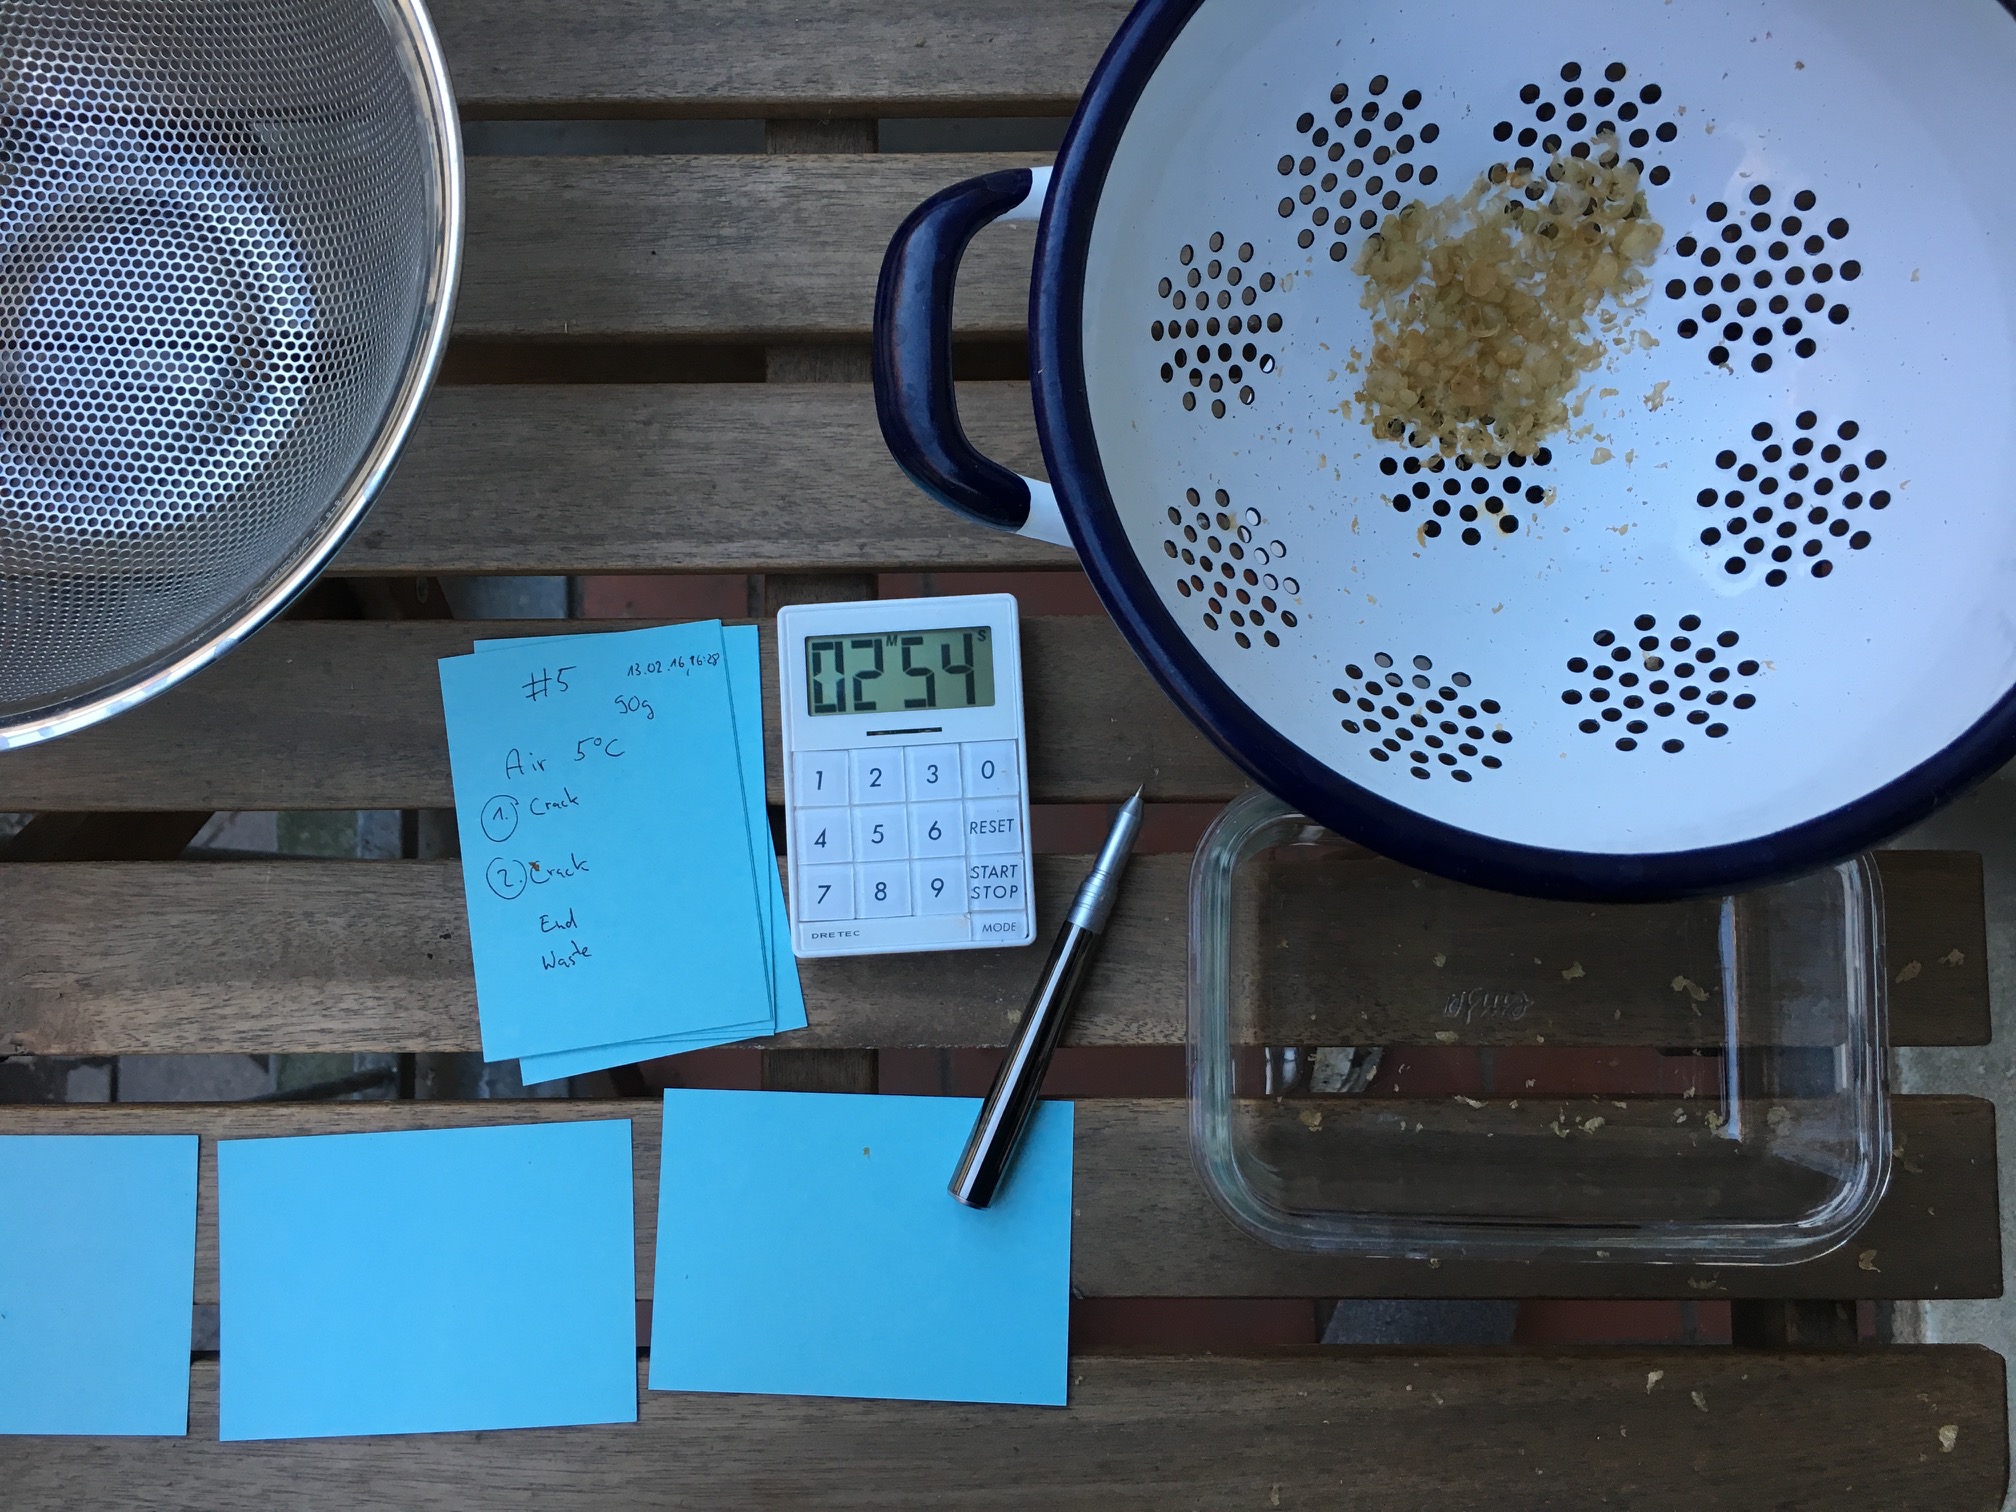 #5 13.02.16, 16:28
50g
Air 5°C
1. Crack
2. Crack
End
Waste
M S
02 54
1 2 3 0
4 5 6 RESET
7 8 9 START STOP
DRETEC MODE